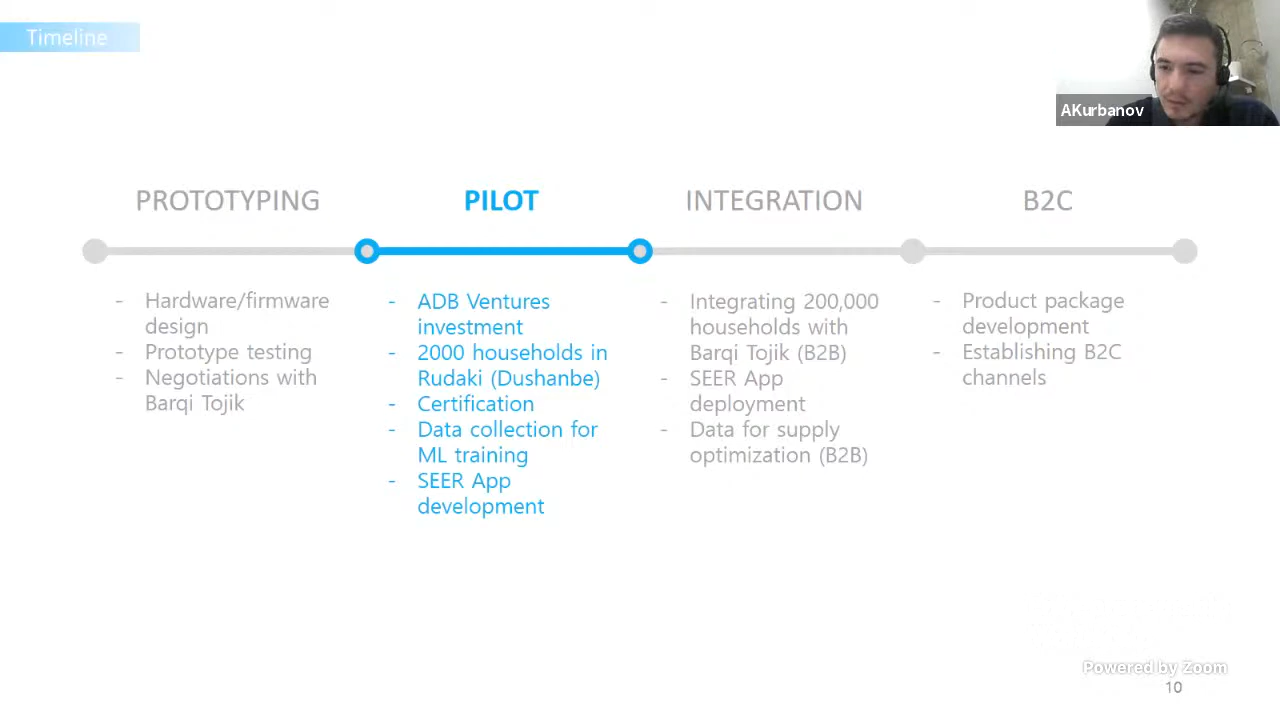 Timeline
AKurbanov
PROTOTYPING
- Hardware/firmware
design
- Prototype testing
- Negotiations with
Barqi Tojik
PILOT
- ADB Ventures
investment
- 2000 households in
Rudaki (Dushanbe)
- Certification
- Data collection for
ML training
- SEER App
development
INTEGRATION
- Integrating 200,000
households with
Barqi Tojik (B2B)
- SEER App
deployment
- Data for supply
optimization (B2B)
B2C
- Product package
development
- Establishing B2C
channels
Powered by Zoom
10